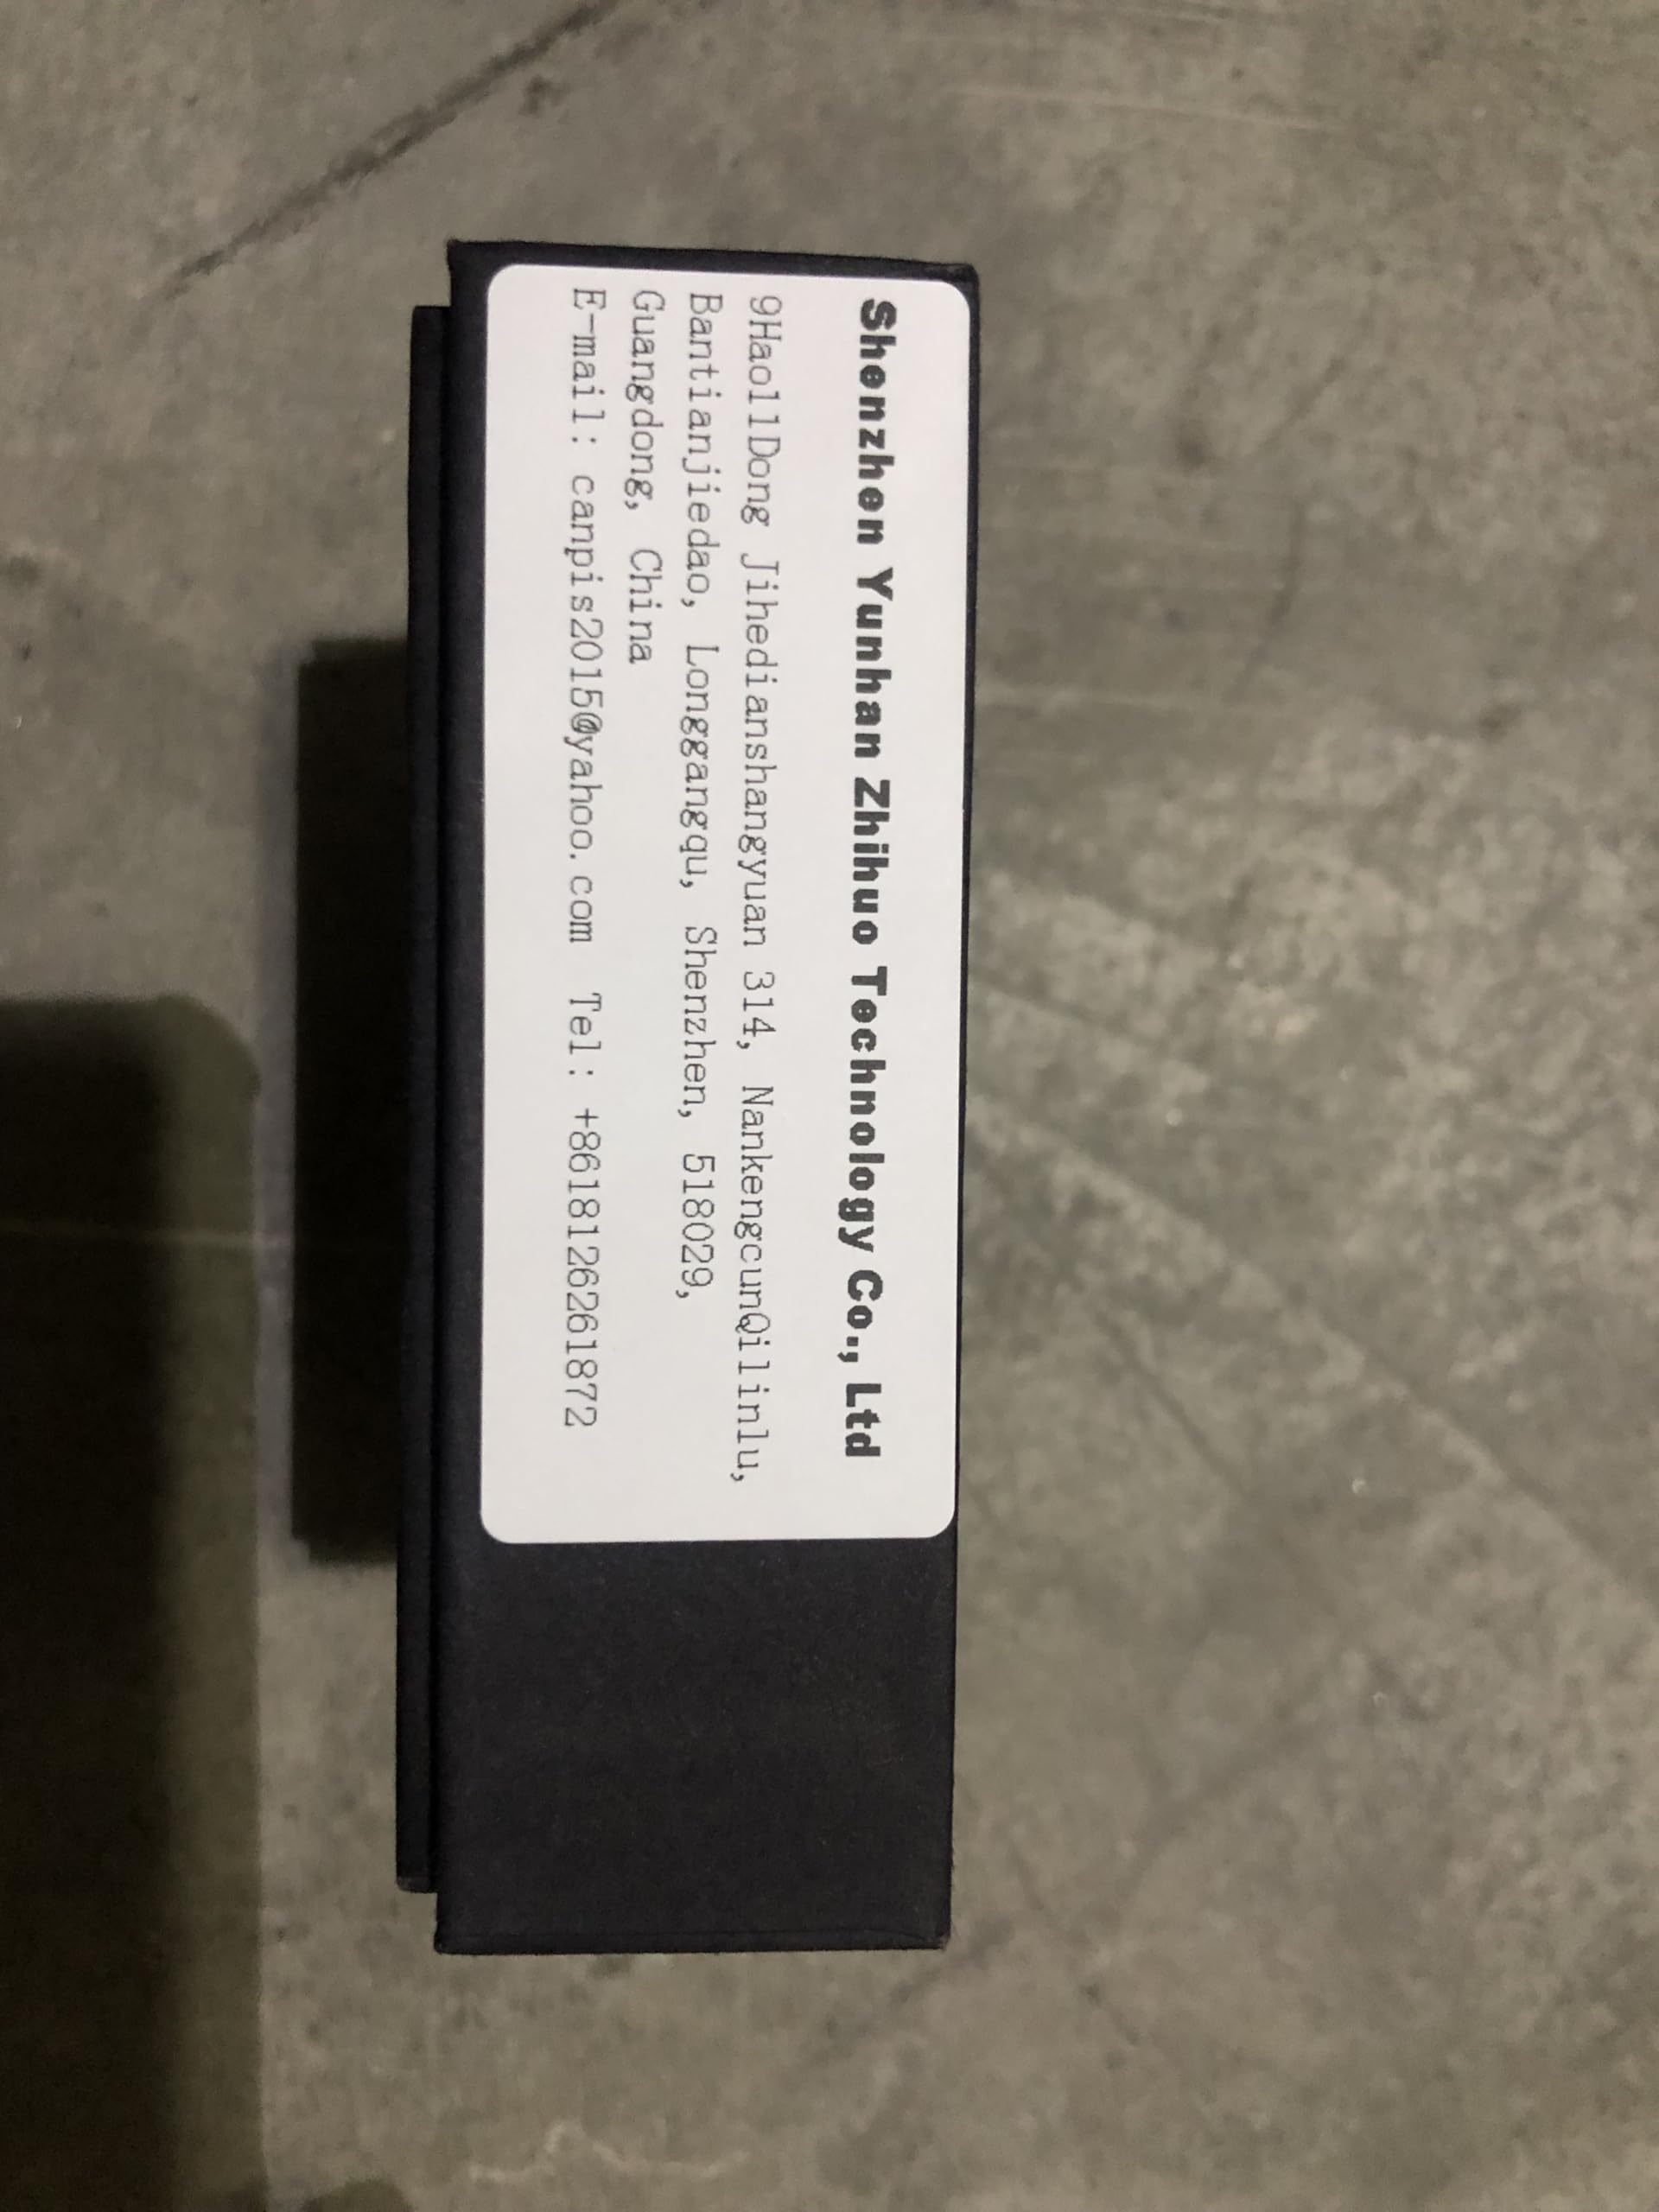 Shenzhen Yunhan Zhihuo Technology Co., Ltd
9Hao11Dong Jihedianshangyuan 314, NankengcunQilinlu,
Bantianjiedao, Longgangqu, Shenzhen, 518029,
Guangdong, China
E-mail: canpis2015@yahoo.com Tel: +8618126261872